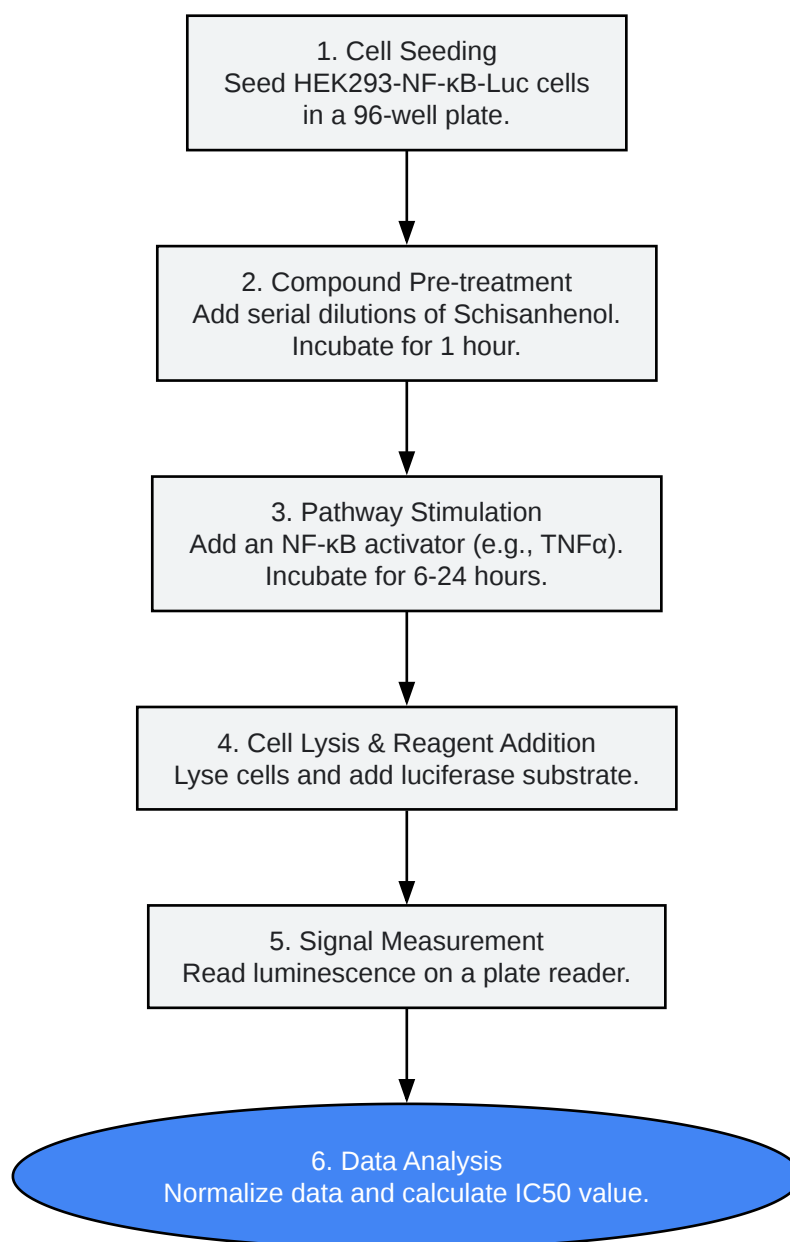 1. Cell Seeding
Seed HEK293-NF-κB-Luc cells
in a 96-well plate.
2. Compound Pre-treatment
Add serial dilutions of Schisanhenol.
Incubate for 1 hour.
3. Pathway Stimulation
Add an NF-κB activator (e.g., TNFα).
Incubate for 6-24 hours.
4. Cell Lysis & Reagent Addition
Lyse cells and add luciferase substrate.
5. Signal Measurement
Read luminescence on a plate reader.
6. Data Analysis
Normalize data and calculate IC50 value.